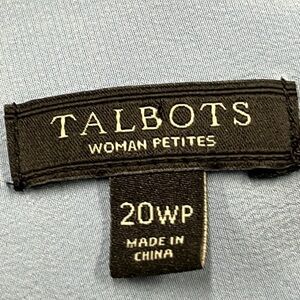 TALBOTS
WOMAN PETITES
20WP
MADE IN
CHINA